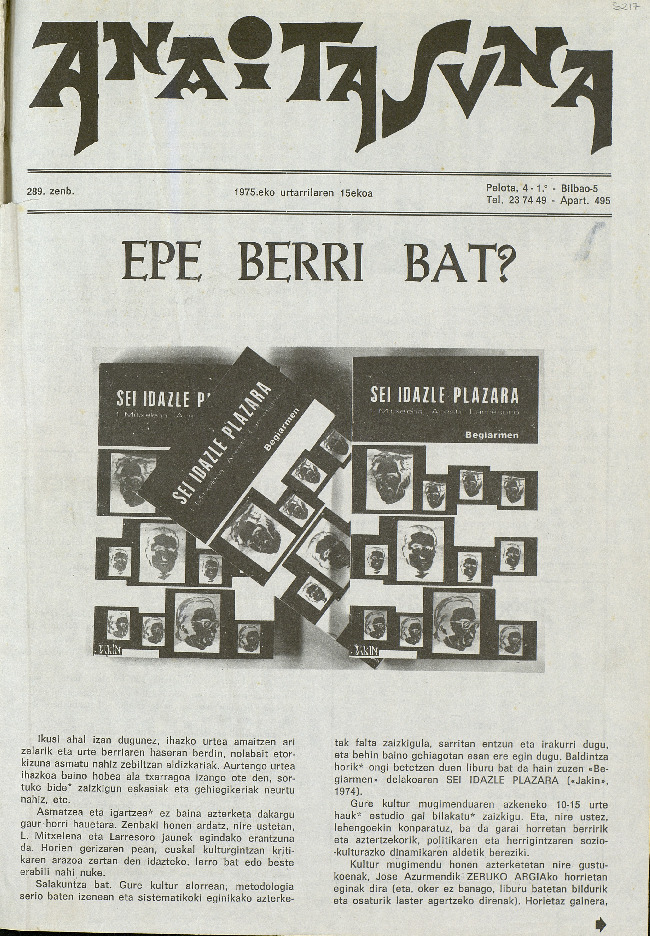 5217
ANAITASUNA
289. zenb.
1975.eko urtarrilaren 15ekoa
Pelota, 4 - 1.º - Bilbao-5
Tel. 23 74 49 - Apart. 495
EPE BERRI BAT?
SEI IDAZLE P
SEI IDAZLE PLAZARA
Begiarmen
SEI IDAZLE PLAZARA
Begiarmen
JAKIN
JAKIN
Ikusi ahal izan dugunez, ihazko urtea amaitzen ari
zelarik eta urte berriaren haseran berdin, nolabait etor-
kizuna asmatu nahiz zebiltzan aldizkariak. Aurtengo urtea
ihazkoa baino hobea ala txarragoa izango ote den, sor-
tuko bide* zaizkigun eskasiak eta gehiegikeriak neurtu
nahiz, etc.
Asmatzea eta igartzea* ez baina azterketa dakargu
gaur horri hauetara. Zenbaki honen ardatz, nire ustetan,
L. Mitxelena eta Larresoro jaunek egindako erantzuna
da. Horien gerizaren pean, euskal kulturgintzan kriti-
karen arazoa zertan den idazteko, lerro bat edo beste
erabili nahi nuke.
Salakuntza bat. Gure kultur alorrean, metodologia
serio baten izenean eta sistematikoki eginikako azterke-
tak falta zaizkigula, sarritan entzun eta irakurri dugu,
eta behin baino gehiagotan esan ere egin dugu. Baldintza
horik* ongi betetzen duen liburu bat da hain zuzen «Be-
giarmen» delakoaren SEI IDAZLE PLAZARA («Jakin»,
1974).
Gure kultur mugimenduaren azkeneko 10-15 urte
hauk* estudio gai bilakatu* zaizkigu. Eta, nire ustez,
lehengoekin konparatuz, ba da garai horretan berririk
eta aztertzekorik, politikaren eta herrigintzaren sozio-
-kulturazko dinamikaren aldetik bereziki.
Kultur mugimendu honen azterketetan nire gustu-
koenak, Jose Azurmendik ZERUKO ARGIAko horrietan
eginak dira (eta, oker ez banago, liburu batetan bildurik
eta osaturik laster agertzeko direnak). Horietaz gainera,